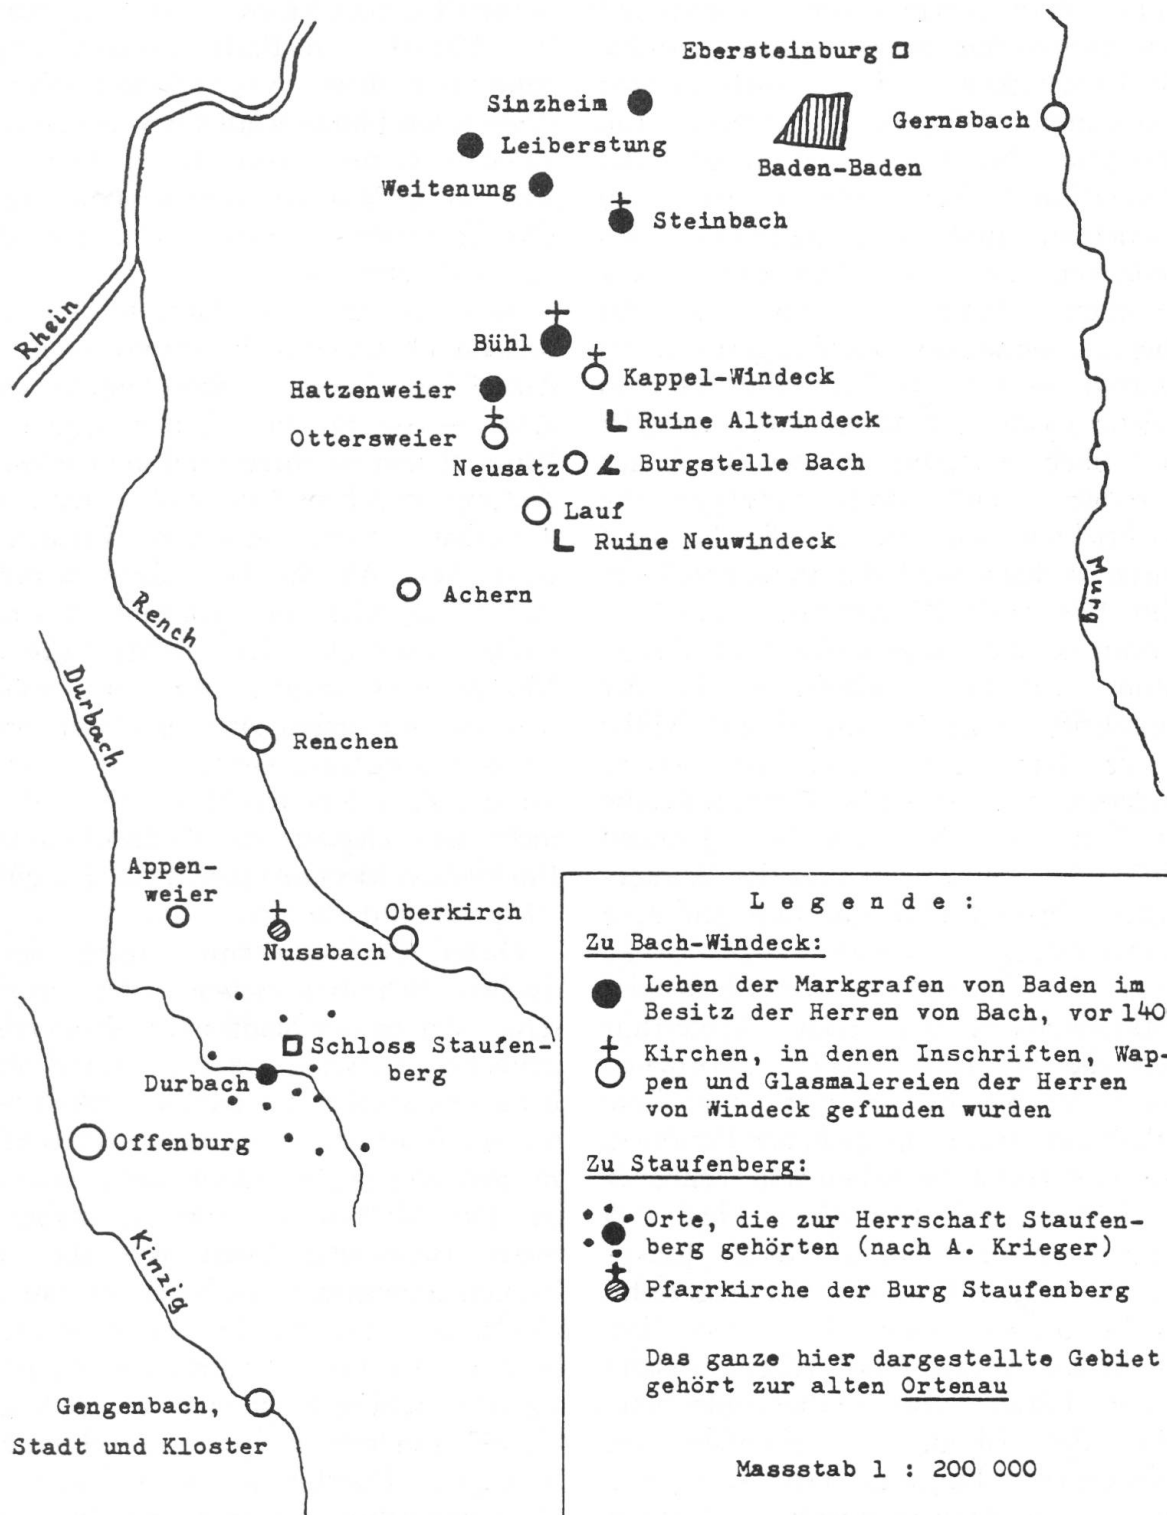 Ebersteinburg
Sinzheim
Gernsbach
Leiberstung
Baden-Baden
Weitenung
Steinbach
Rhein
Bühl
Kappel-Windeck
Hatzenweier
Ruine Altwindeck
Ottersweier
Neusatz
Burgstelle Bach
Lauf
Ruine Neuwindeck
Murg
Achern
Rench
Durbach
Renchen
Appen-
weier
Oberkirch
Nussbach
Schloss Staufen-
berg
Durbach
Offenburg
Kinzig
Gengenbach,
Stadt und Kloster
Legende:
Zu Bach-Windeck:
Lehen der Markgrafen von Baden im
Besitz der Herren von Bach, vor 140
Kirchen, in denen Inschriften, Wap-
pen und Glasmalereien der Herren
von Windeck gefunden wurden
Zu Staufenberg:
Orte, die zur Herrschaft Staufen-
berg gehörten (nach A. Krieger)
Pfarrkirche der Burg Staufenberg
Das ganze hier dargestellte Gebiet
gehört zur alten Ortenau
Massstab 1 : 200 000